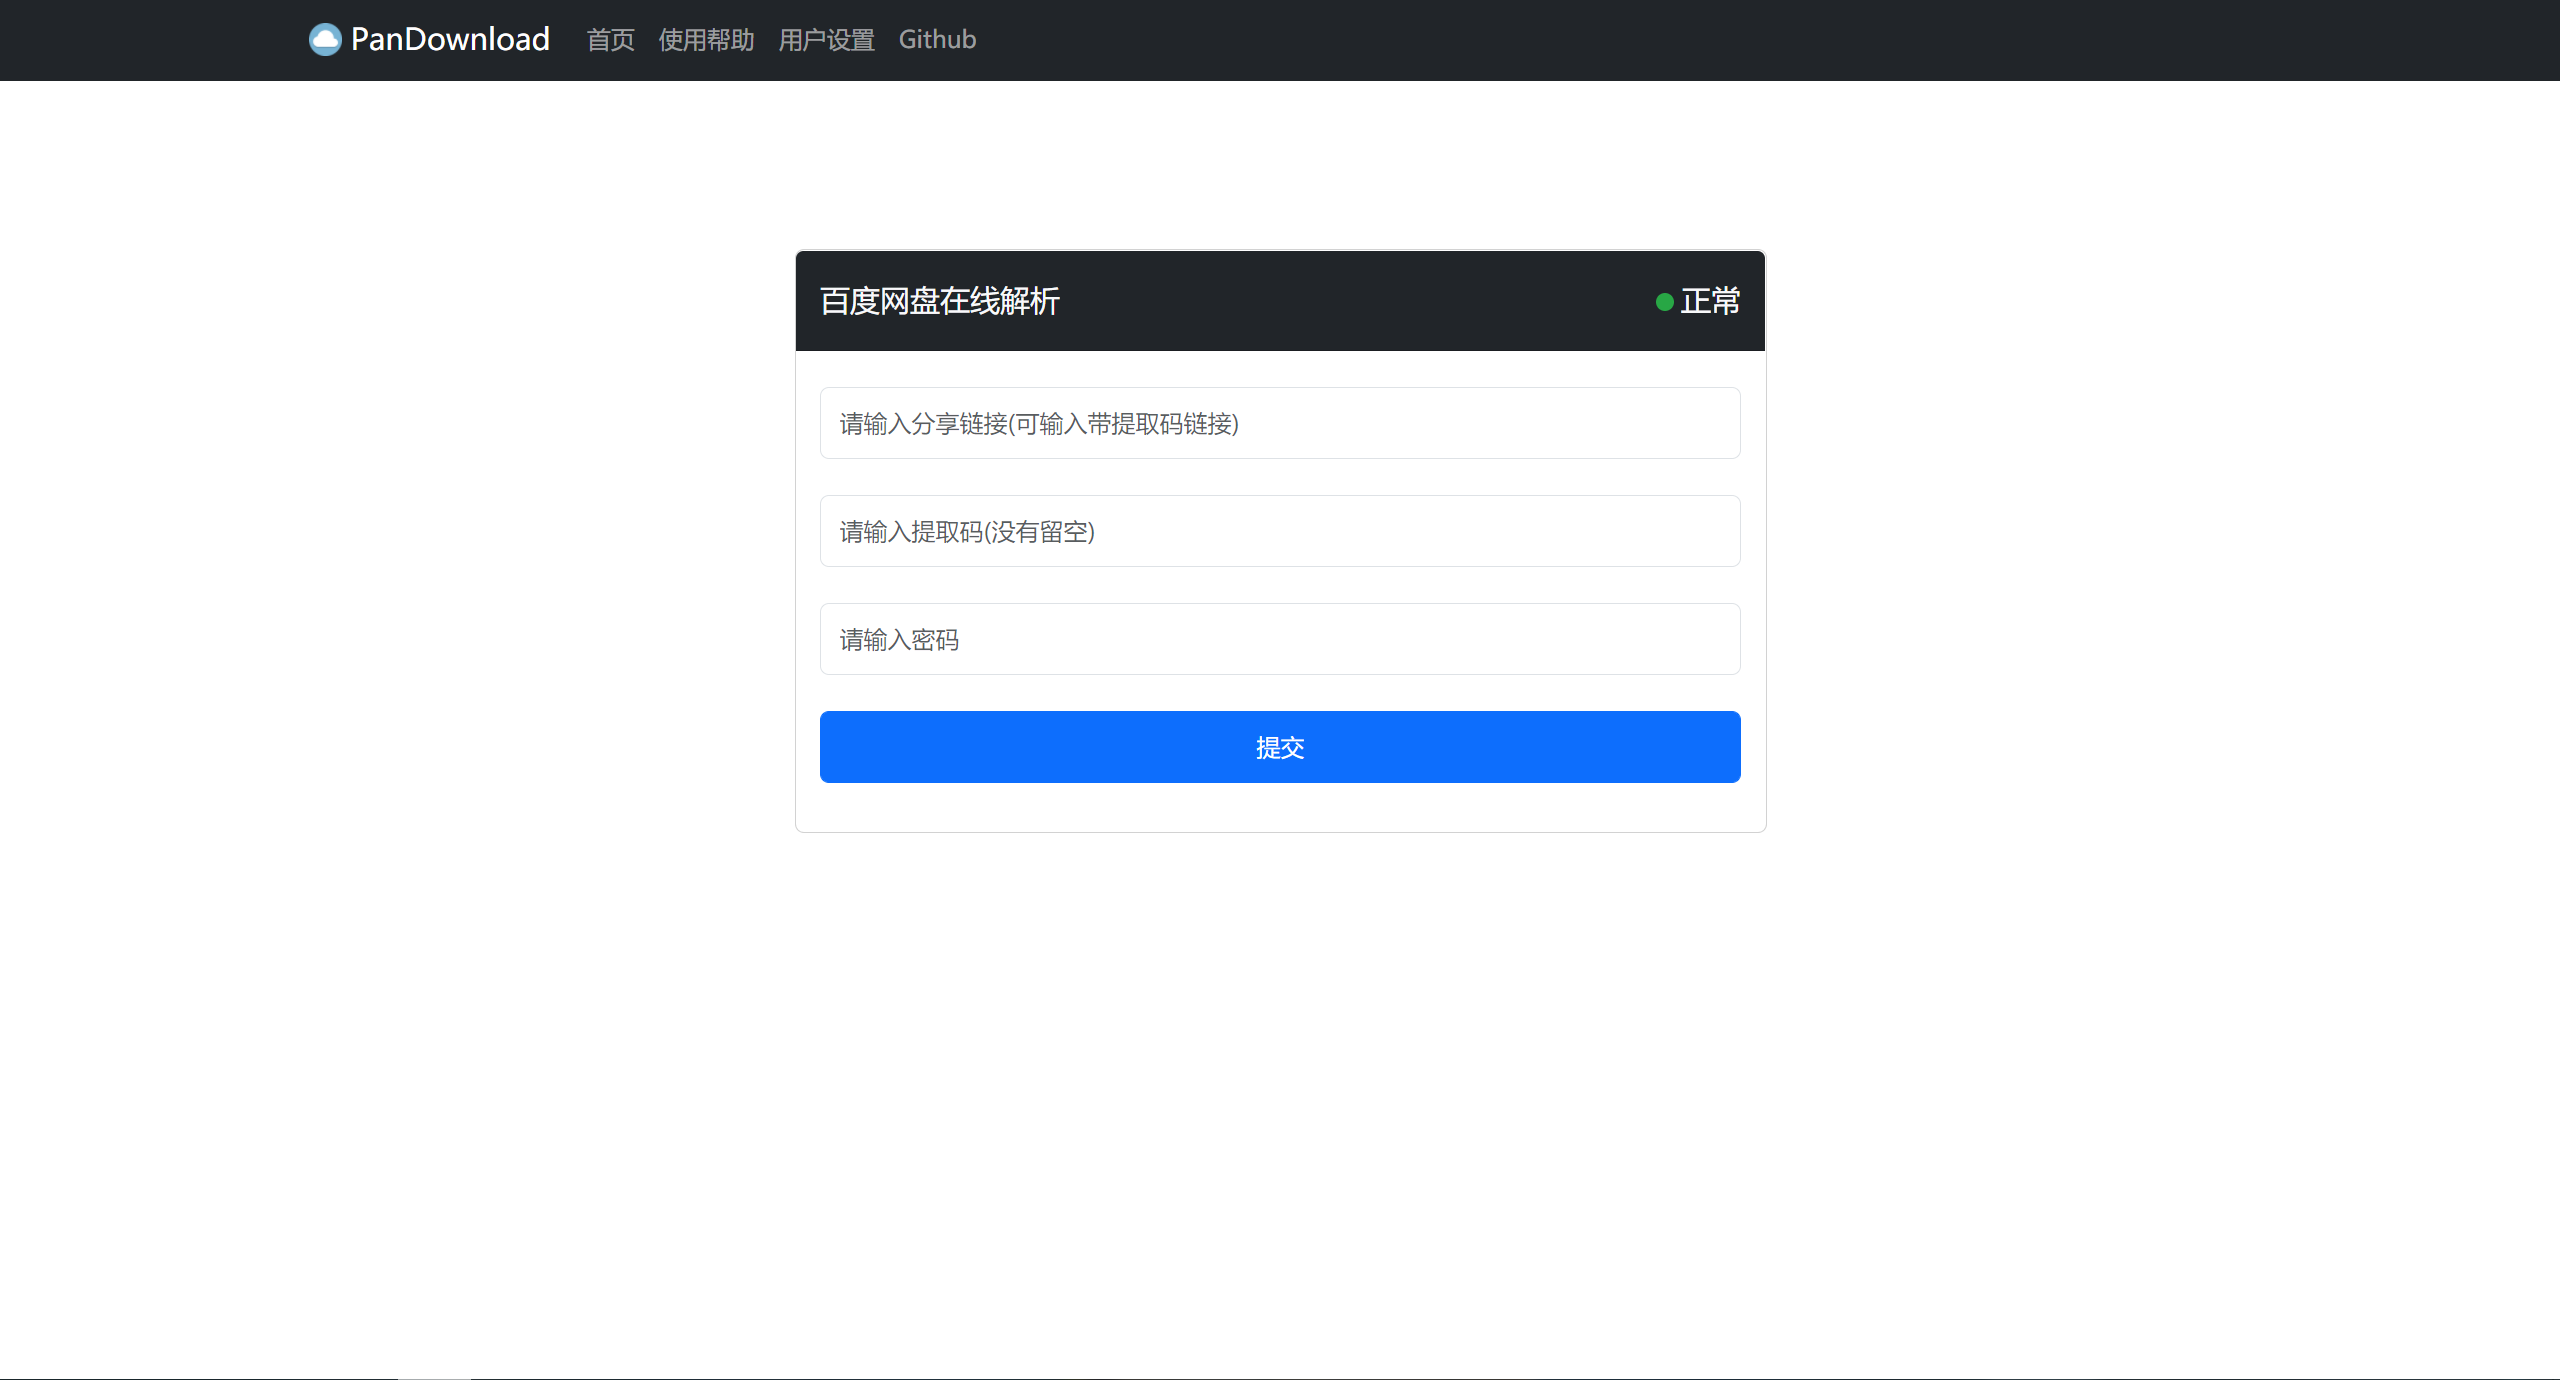 PanDownload 首页 使用帮助 用户设置 Github
百度网盘在线解析 正常
请输入分享链接(可输入带提取码链接)
请输入提取码(没有留空)
请输入密码
提交